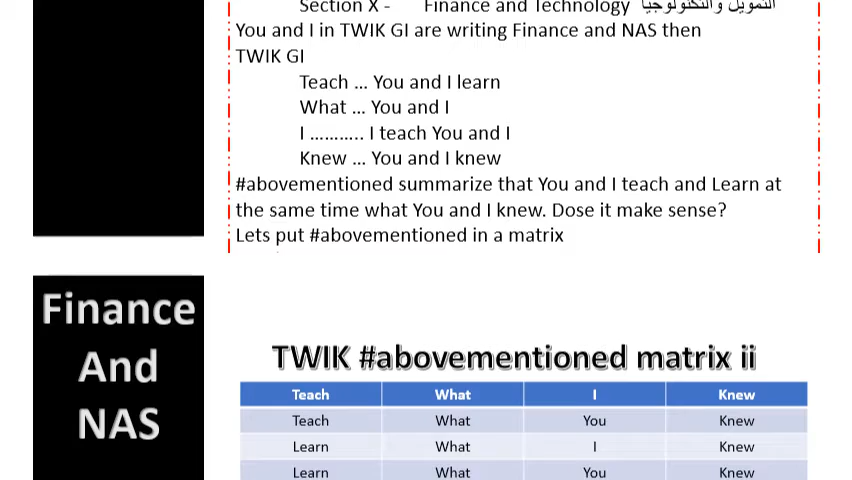 Section X - Finance and Technology التمويل والتكنولوجيا
You and I in TWIK GI are writing Finance and NAS then
TWIK GI
Teach ... You and I learn
What ... You and I
I ........... I teach You and I
Knew ... You and I knew
#abovementioned summarize that You and I teach and Learn at
the same time what You and I knew. Dose it make sense?
Lets put #abovementioned in a matrix
Finance
And
NAS
TWIK #abovementioned matrix ii
Teach What I Knew
Teach What You Knew
Learn What I Knew
Learn What You Knew